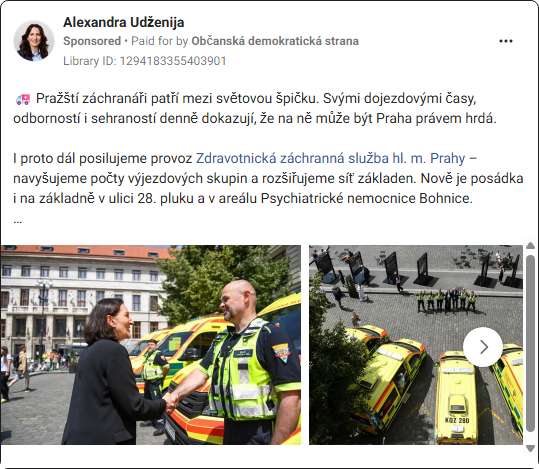 Alexandra Udženija
Sponsored • Paid for by Občanská demokratická strana
Library ID: 1294183355403901
🚑 Pražští záchranáři patří mezi světovou špičku. Svými dojezdovými časy,
odborností i sehraností denně dokazují, že na ně může být Praha právem hrdá.
I proto dál posilujeme provoz Zdravotnická záchranná služba hl. m. Prahy –
navyšujeme počty výjezdových skupin a rozšiřujeme síť základen. Nově je posádka
i na základně v ulici 28. pluku a v areálu Psychiatrické nemocnice Bohnice.
...